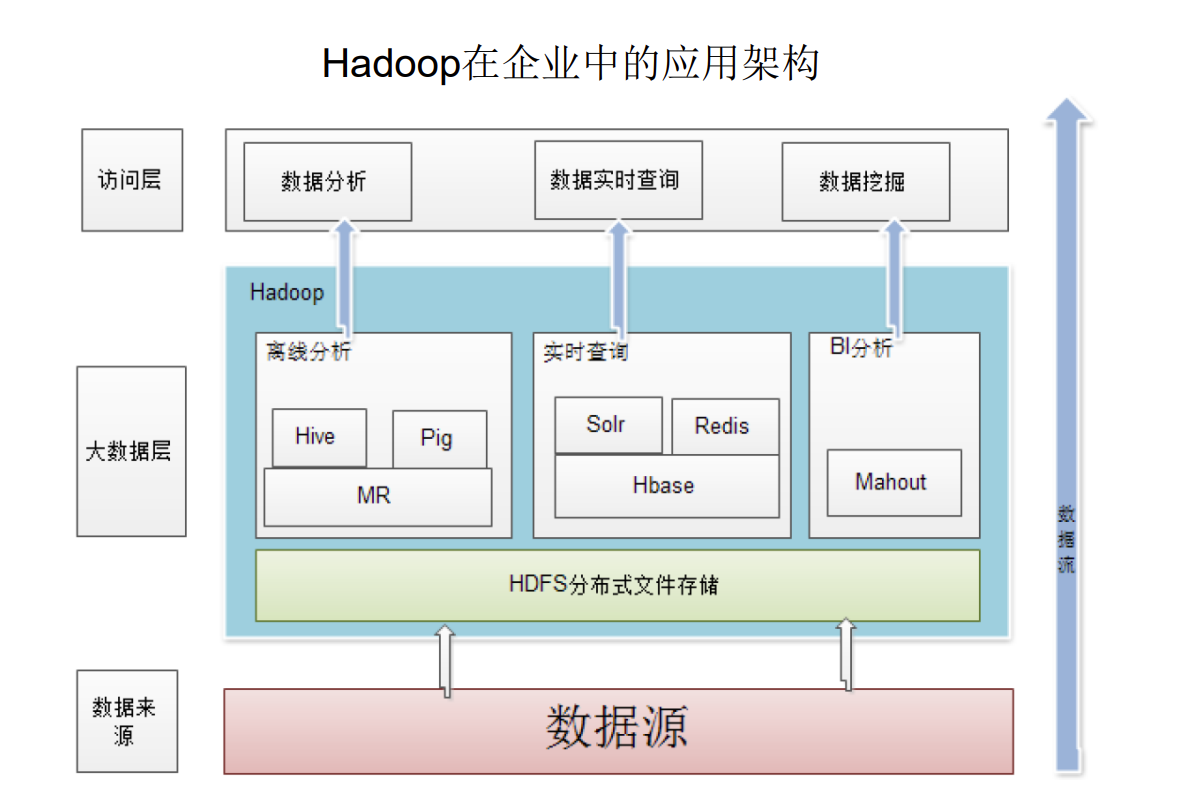 Hadoop在企业中的应用架构
访问层
数据分析
数据实时查询
数据挖掘
Hadoop
大数据层
离线分析
Hive
Pig
MR
实时查询
Solr
Redis
Hbase
BI分析
Mahout
HDFS分布式文件存储
数据来
源
数据源
数
据
流